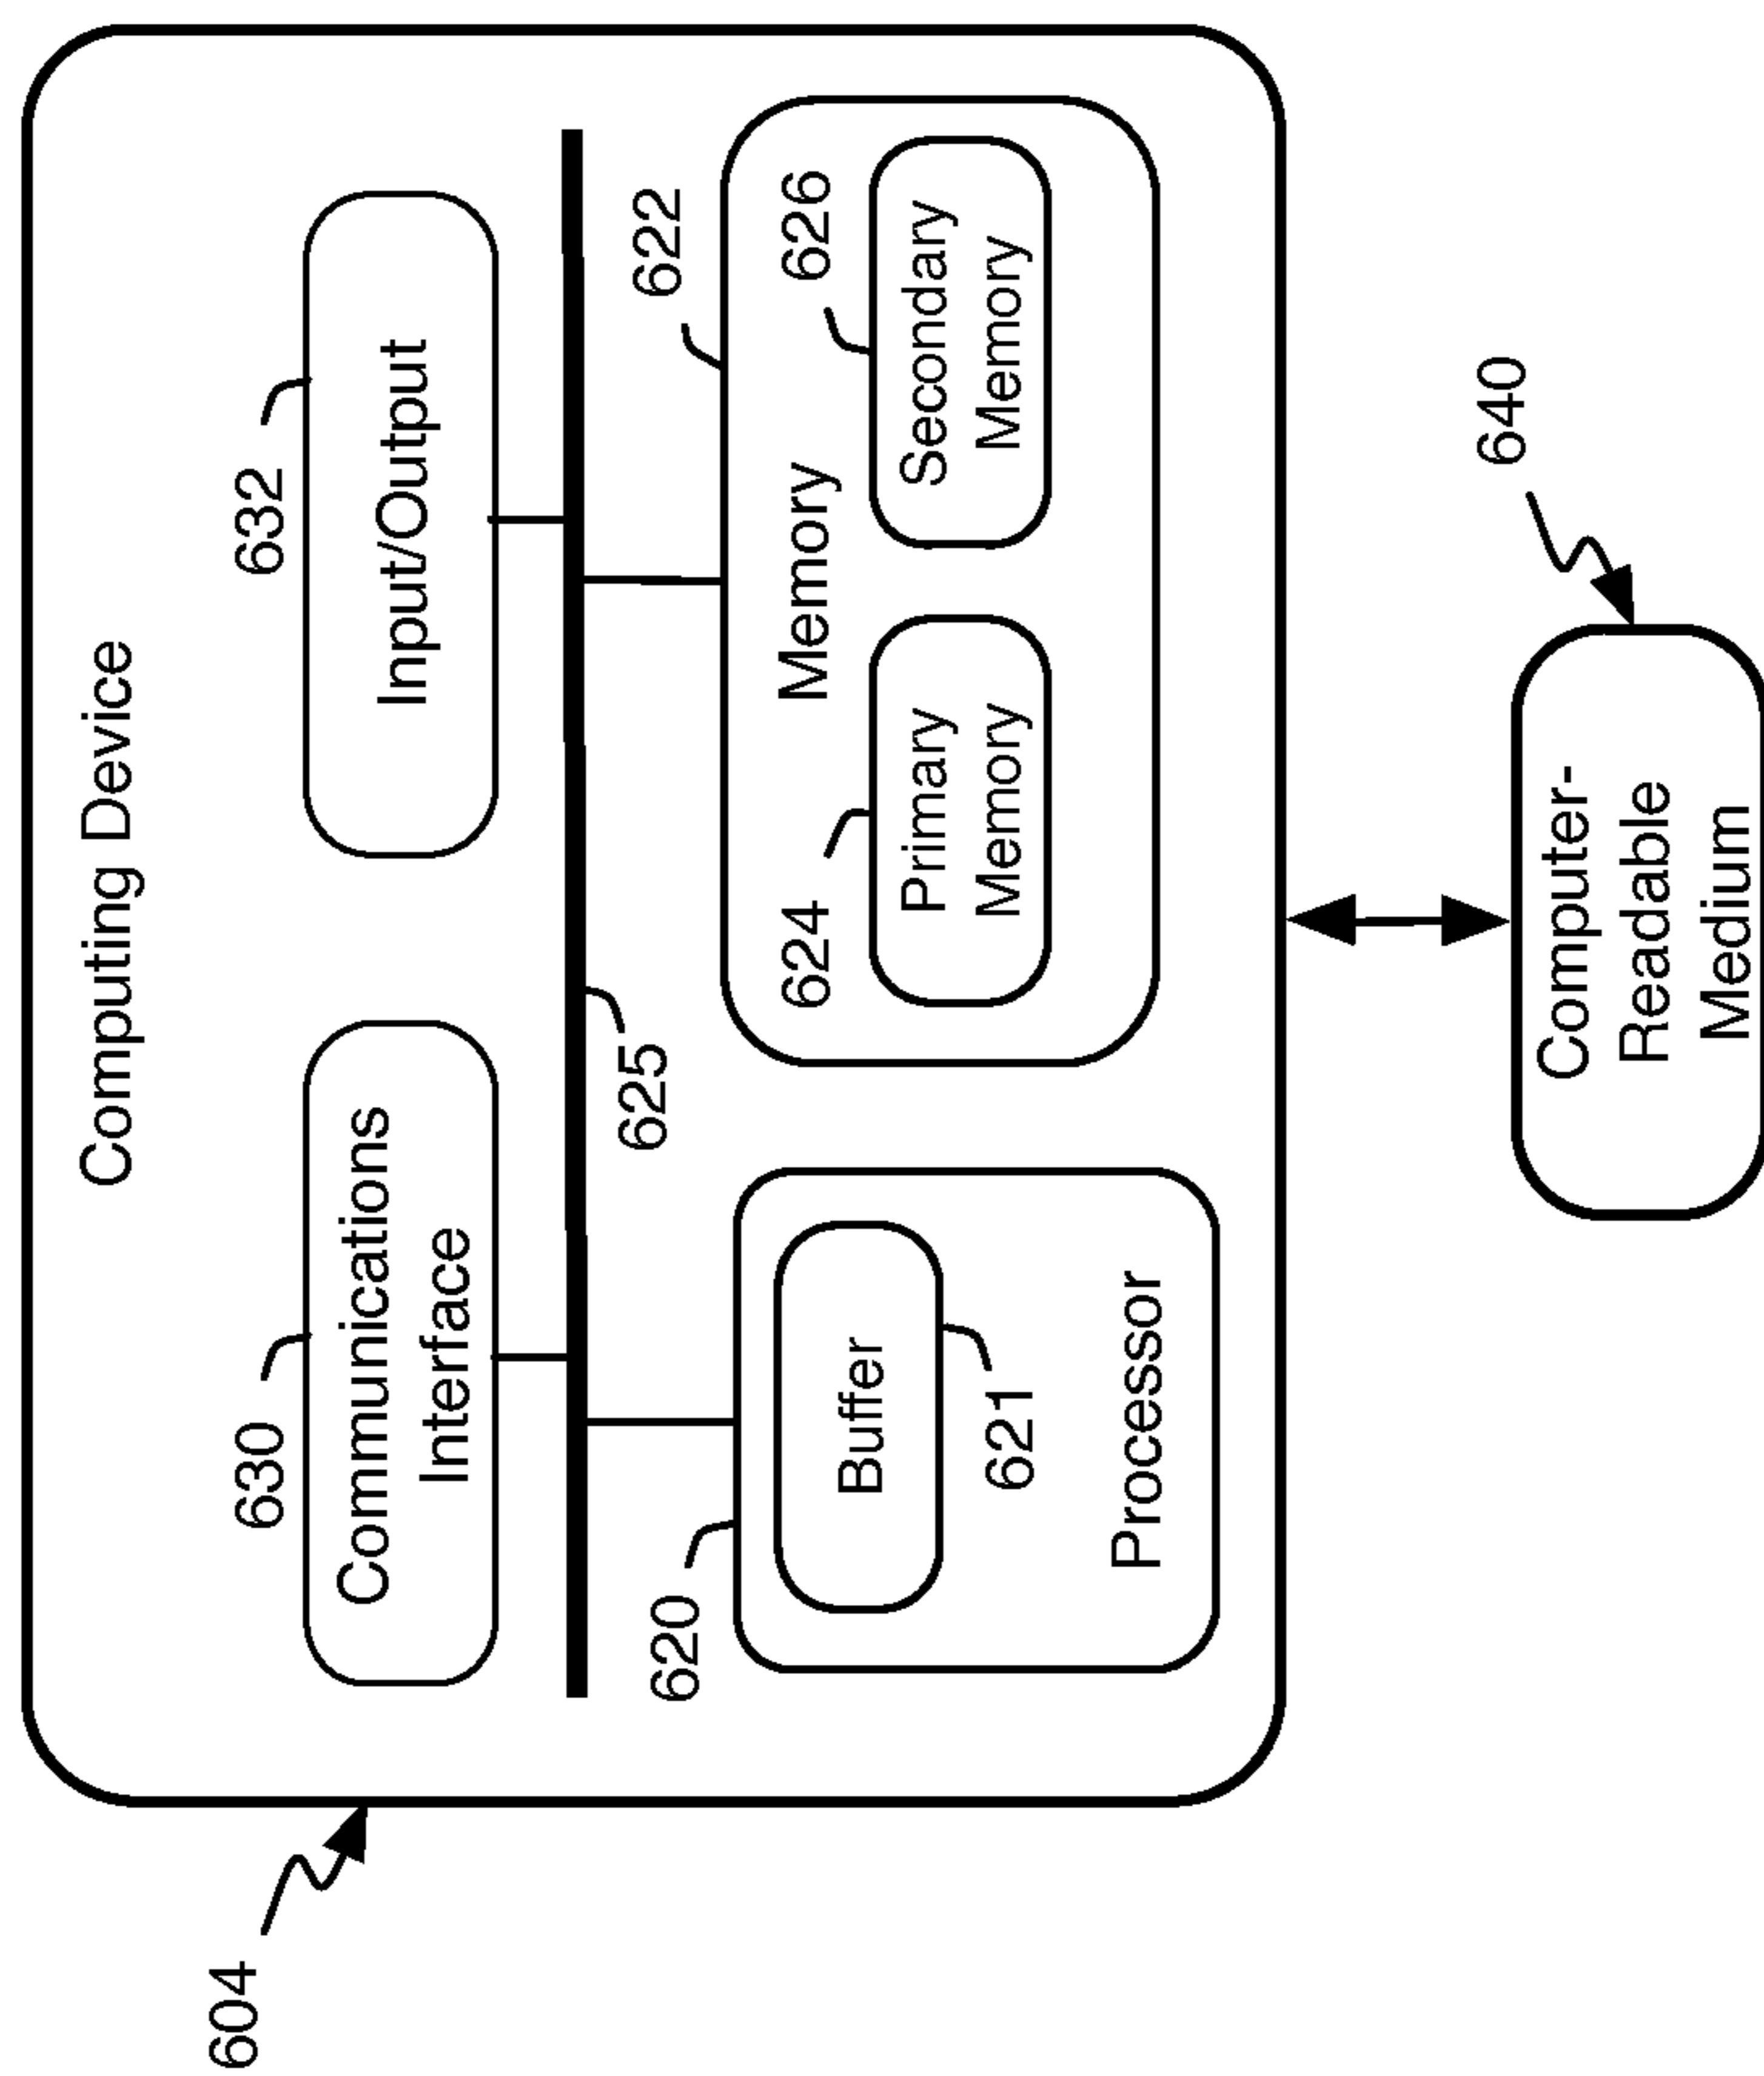 604
Computing Device
630
632
Communications
Interface
Input/Output
625
620
622
Buffer
621
Processor
Memory
624
626
Primary
Memory
Secondary
Memory
640
Computer-
Readable
Medium